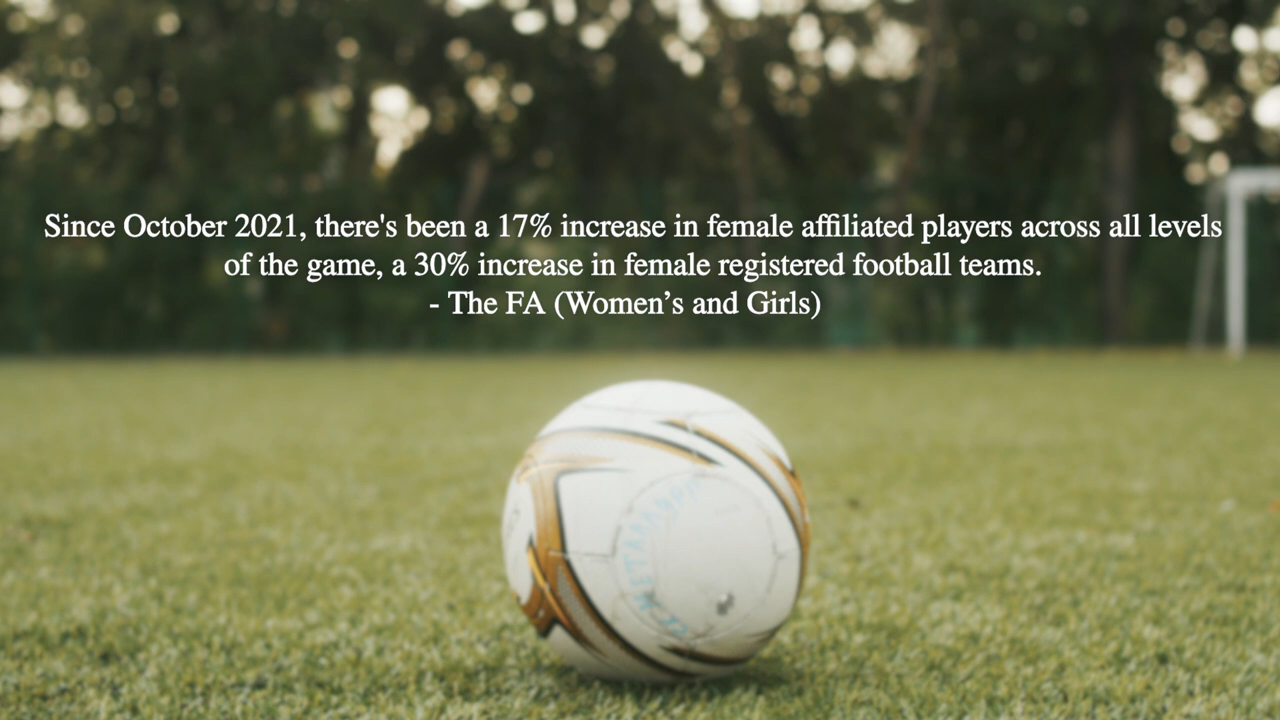 Since October 2021, there's been a 17% increase in female affiliated players across all levels
of the game, a 30% increase in female registered football teams.
- The FA (Women’s and Girls)